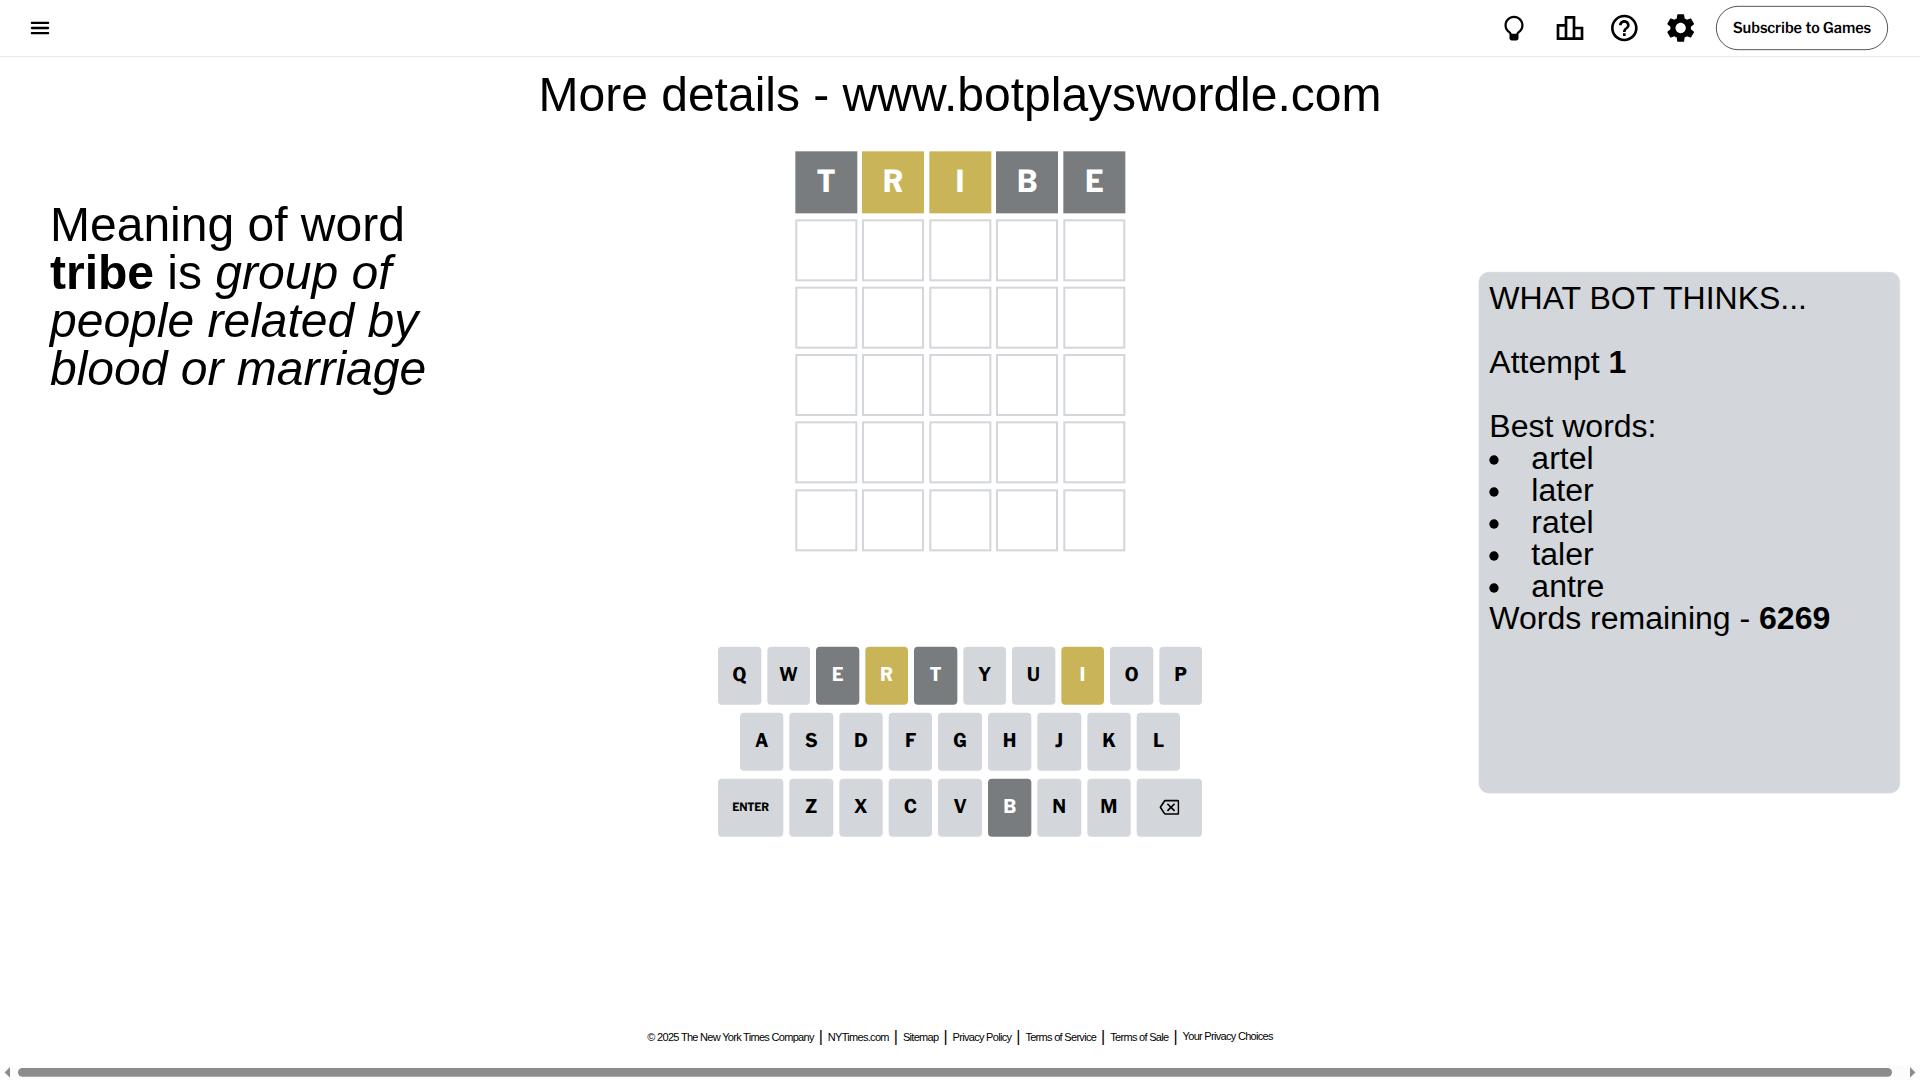 Subscribe to Games
More details - www.botplayswordle.com
Meaning of word
tribe is group of
people related by
blood or marriage
T R I B E
WHAT BOT THINKS...
Attempt 1
Best words:
• artel
• later
• ratel
• taler
• antre
Words remaining - 6269
Q W E R T Y U I O P
A S D F G H J K L
ENTER Z X C V B N M
© 2025 The New York Times Company | NYTimes.com | Sitemap | Privacy Policy | Terms of Service | Terms of Sale | Your Privacy Choices